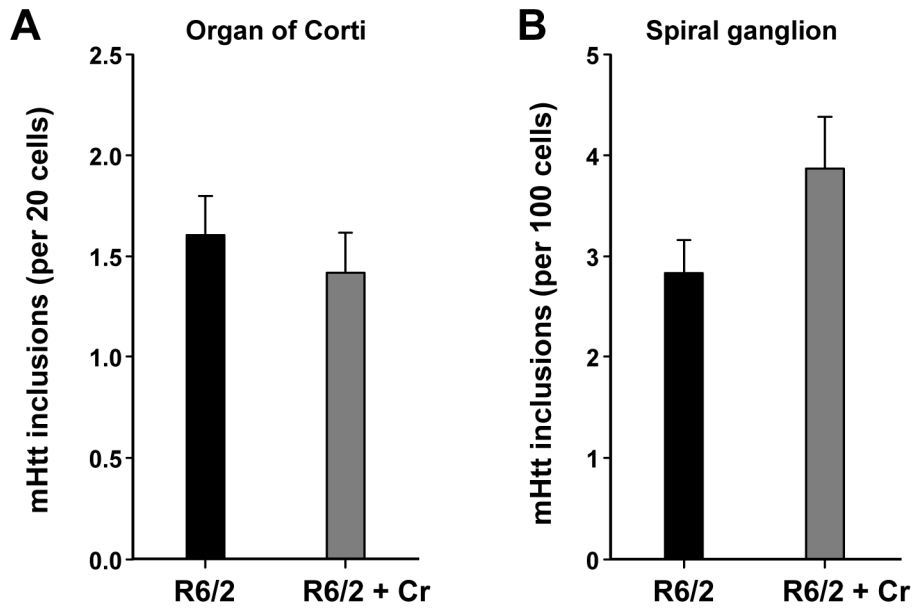 A
Organ of Corti
mHtt inclusions (per 20 cells)
2.5
2.0
1.5
1.0
0.5
0.0
R6/2
R6/2 + Cr
B
Spiral ganglion
mHtt inclusions (per 100 cells)
5
4
3
2
1
0
R6/2
R6/2 + Cr